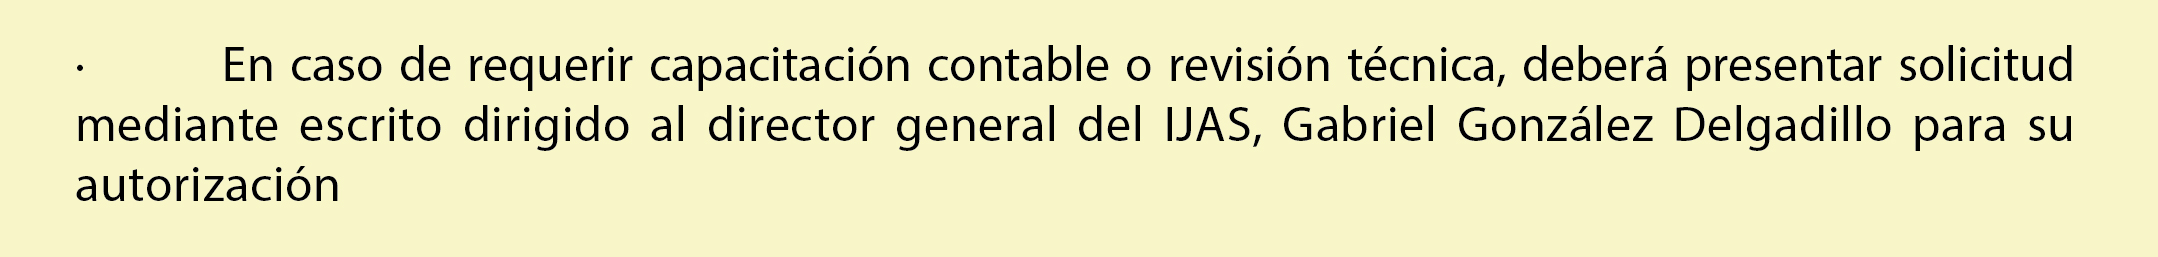 · En caso de requerir capacitación contable o revisión técnica, deberá presentar solicitud
mediante escrito dirigido al director general del IJAS, Gabriel González Delgadillo para su
autorización